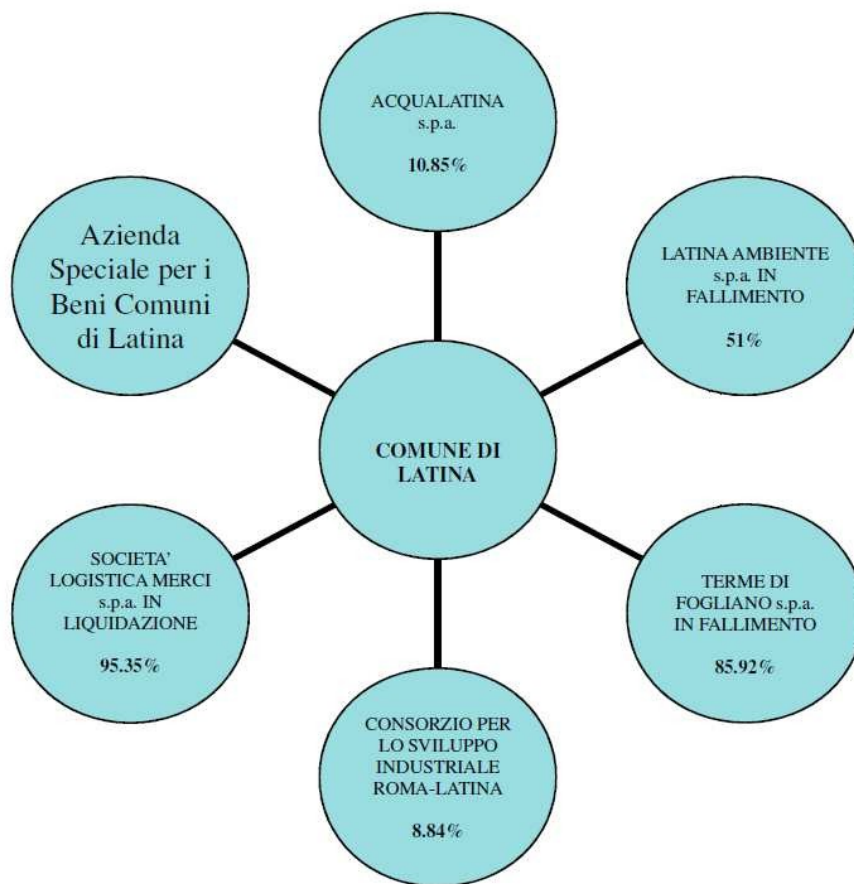 ACQUALATINA
s.p.a.
10.85%
Azienda
Speciale per i
Beni Comuni
di Latina
LATINA AMBIENTE
s.p.a. IN
FALLIMENTO
51%
COMUNE DI
LATINA
SOCIETA'
LOGISTICA MERCI
s.p.a. IN
LIQUIDAZIONE
95.35%
TERME DI
FOGLIANO s.p.a.
IN FALLIMENTO
85.92%
CONSORZIO PER
LO SVILUPPO
INDUSTRIALE
ROMA-LATINA
8.84%